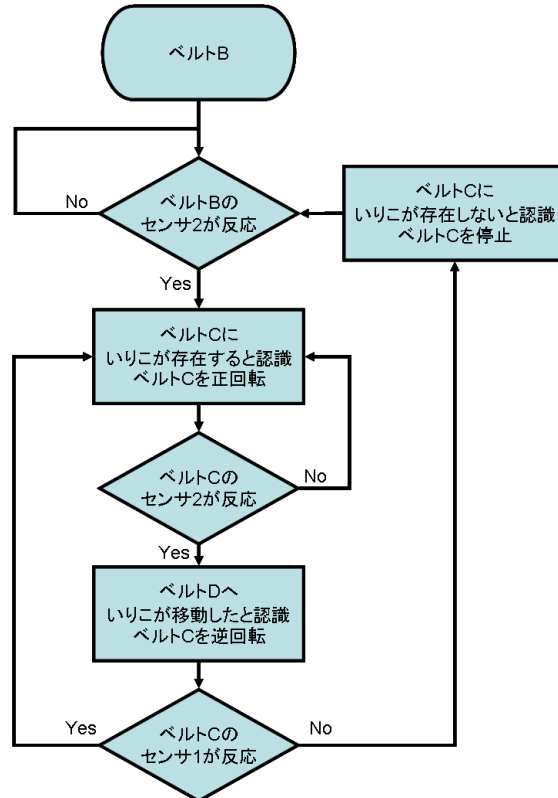 ベルトB
No
ベルトBの
センサ2が反応
ベルトCに
いりこが存在しないと認識
ベルトCを停止
Yes
ベルトCに
いりこが存在すると認識
ベルトCを正回転
ベルトCの
センサ2が反応
No
Yes
ベルトDへ
いりこが移動したと認識
ベルトCを逆回転
Yes
ベルトCの
センサ1が反応
No